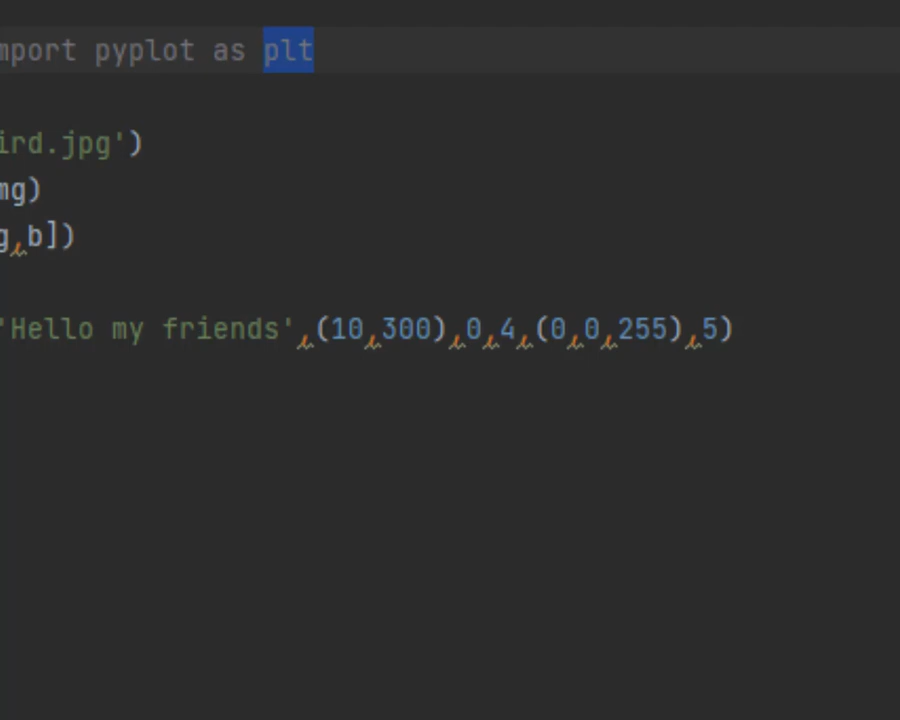 mport pyplot as plt
ird.jpg')
mg)
g,b])
'Hello my friends',(10,300),0,4,(0,0,255),5)